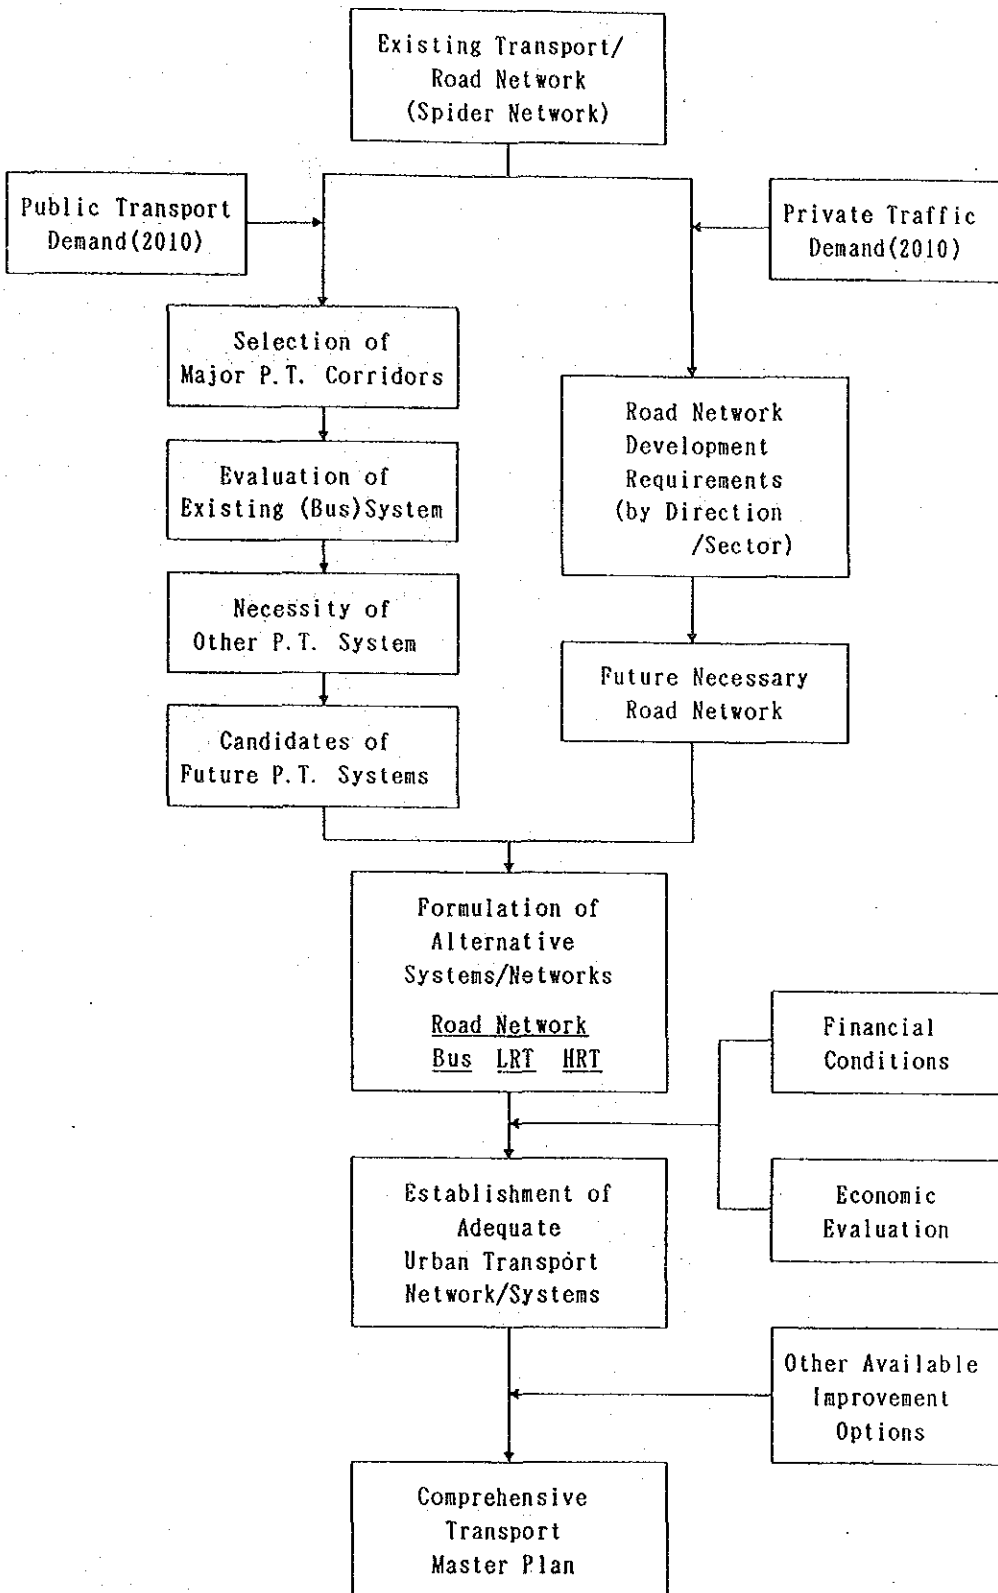 Existing Transport/
Road Network
(Spider Network)
Public Transport
Demand(2010)
Private Traffic
Demand(2010)
Selection of
Major P.T. Corridors
Evaluation of
Existing (Bus)System
Necessity of
Other P.T. System
Candidates of
Future P.T. Systems
Road Network
Development
Requirements
(by Direction
/Sector)
Future Necessary
Road Network
Formulation of
Alternative
Systems/Networks
Road Network
Bus LRT HRT
Financial
Conditions
Economic
Evaluation
Establishment of
Adequate
Urban Transport
Network/Systems
Other Available
Improvement
Options
Comprehensive
Transport
Master Plan